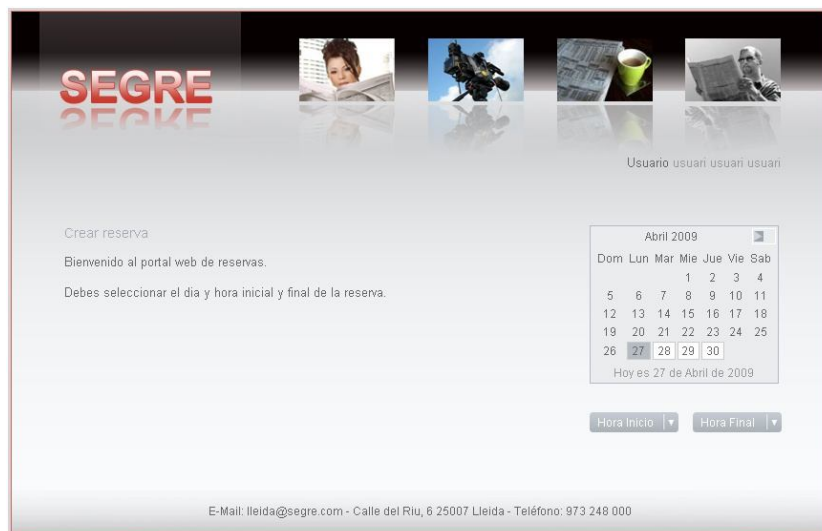 SEGRE
Usuario usuari usuari usuari
Crear reserva
Bienvenido al portal web de reservas.
Debes seleccionar el dia y hora inicial y final de la reserva.
Abril 2009
Dom Lun Mar Mie Jue Vie Sab
1 2 3 4
5 6 7 8 9 10 11
12 13 14 15 16 17 18
19 20 21 22 23 24 25
26 27 28 29 30
Hoy es 27 de Abril de 2009
Hora Inicio Hora Final
E-Mail: lleida@segre.com - Calle del Riu, 6 25007 Lleida - Teléfono: 973 248 000